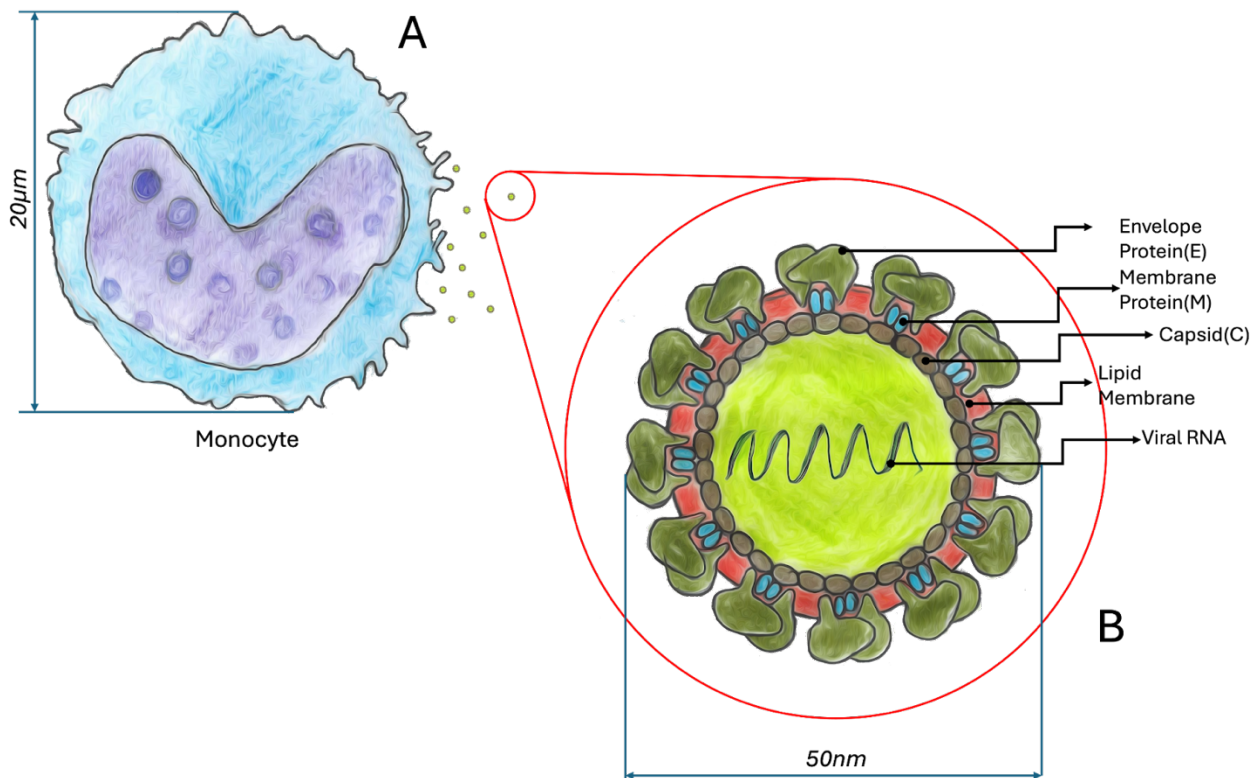 A
20μm
Monocyte
Envelope
Protein(E)
Membrane
Protein(M)
Capsid(C)
Lipid
Membrane
Viral RNA
B
50nm